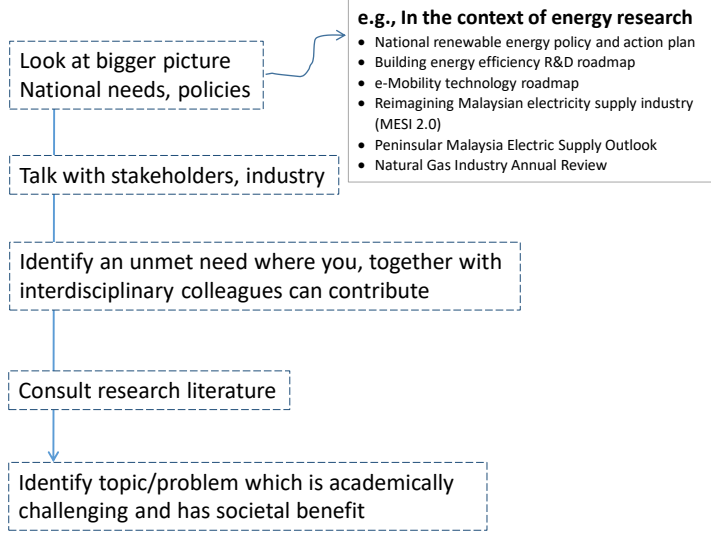 Look at bigger picture
National needs, policies
e.g., In the context of energy research
• National renewable energy policy and action plan
• Building energy efficiency R&D roadmap
• e-Mobility technology roadmap
• Reimagining Malaysian electricity supply industry
(MESI 2.0)
• Peninsular Malaysia Electric Supply Outlook
• Natural Gas Industry Annual Review
Talk with stakeholders, industry
Identify an unmet need where you, together with
interdisciplinary colleagues can contribute
Consult research literature
Identify topic/problem which is academically
challenging and has societal benefit